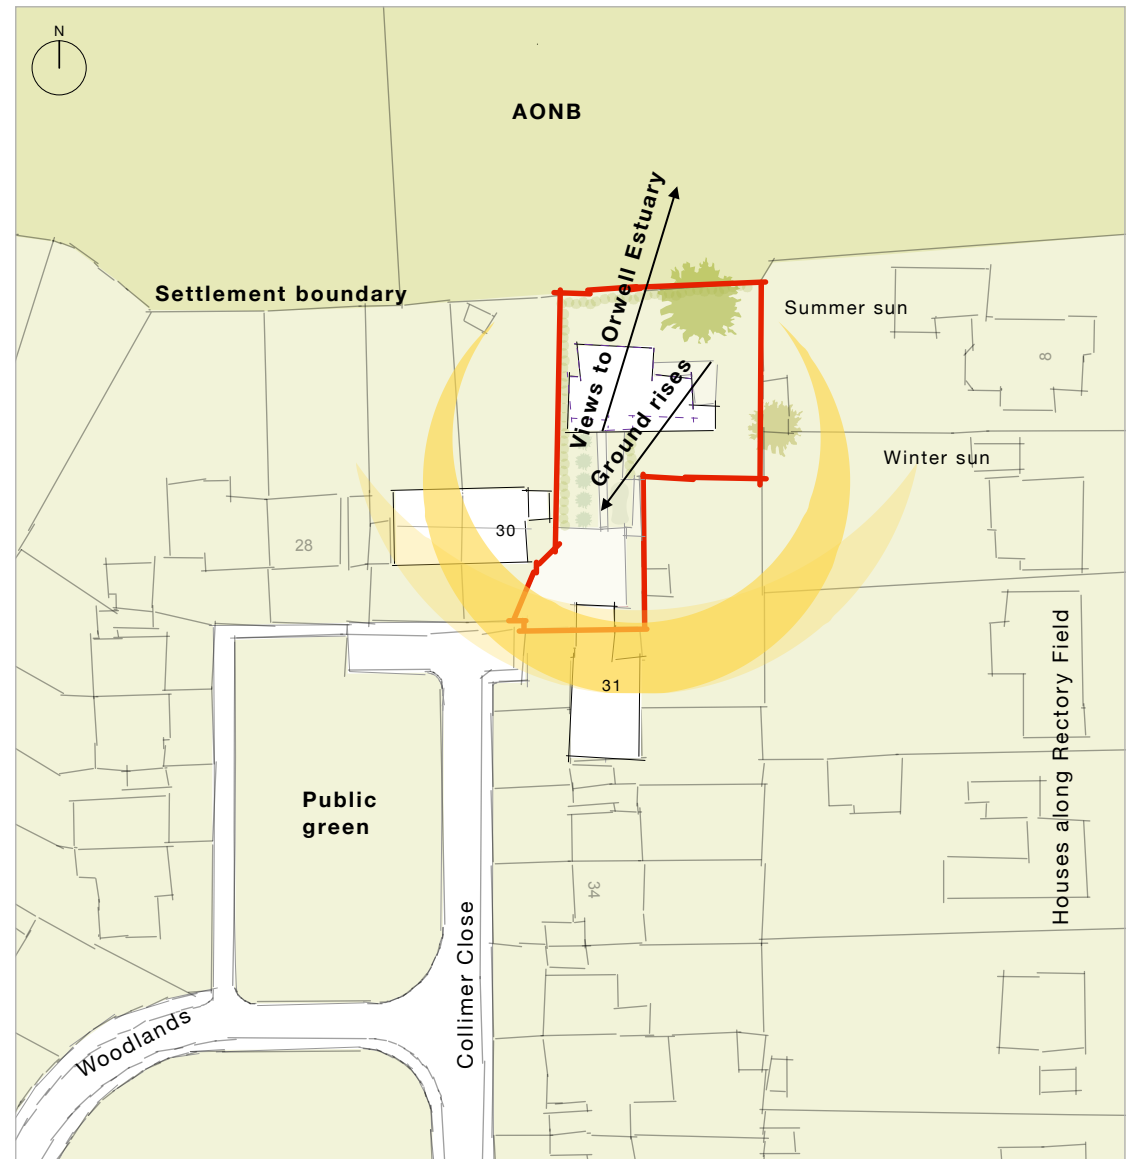 N
AONB
Views to Orwell Estuary
Settlement boundary
Summer sun
Ground rises
8
Winter sun
30
28
31
Houses along Rectory Field
Public
green
34
Collimer Close
Woodlands